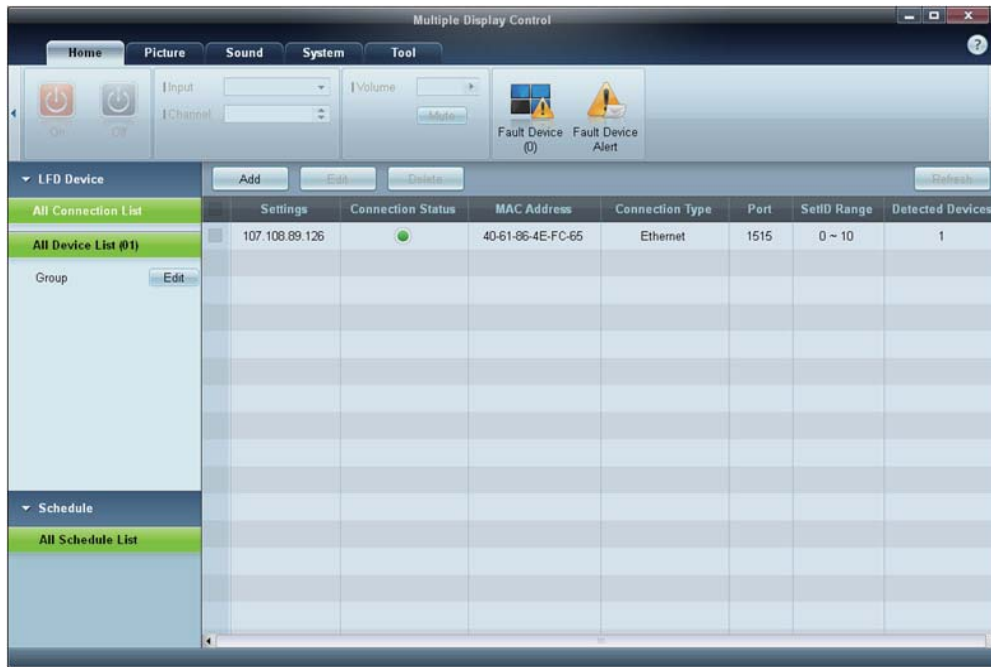 Multiple Display Control
Home Picture Sound System Tool
?
On Off
Input
Channel
Volume
Mute
Fault Device
(0)
Fault Device
Alert
LFD Device
All Connection List
All Device List (01)
Group Edit
Schedule
All Schedule List
Add Edit Delete Refresh
Settings Connection Status MAC Address Connection Type Port SetID Range Detected Devices
107.108.89.126 40-61-86-4E-FC-65 Ethernet 1515 0 ~ 10 1